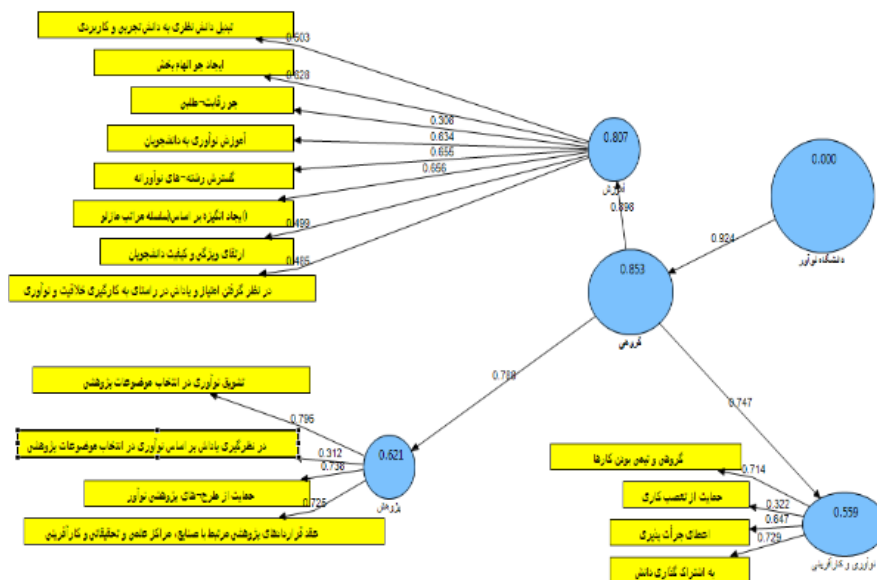 تبدیل دانش نظری به دانش تجربی و کاربردی
0.503
ایجاد جو الهام بخش
0.628
جو رقابت-طلبی
0.306
آموزش نوآوری به دانشجویان
0.634
گسترش رشته-های نوآورانه
0.655
ایجاد انگیزه بر اساس(سلسله مراتب مازلو)
0.656
ارتقای ویژگی و کیفیت دانشجویان
0.499
در نظر گرفتن امتیاز و پاداش در راستای به کارگیری خلاقیت و نوآوری
0.485
0.807
آموزش
0.898
0.000
دانشگاه نوآور
0.924
0.853
گروهی
0.788
0.747
تشویق نوآوری در انتخاب موضوعات پژوهشی
0.795
در نظرگیری پاداش بر اساس نوآوری در انتخاب موضوعات پژوهشی
0.312
حمایت از طرح-های پژوهشی نوآور
0.738
عقد قراردادهای پژوهشی مرتبط با صنایع، مراکز علمی و تحقیقاتی و کارآفرینی
0.725
0.621
پژوهش
گروهی و تیمی بودن کارها
0.714
حمایت از تعصب کاری
0.322
اعطای جرأت پذیری
0.647
به اشتراک گذاری دانش
0.729
0.559
نوآوری و کارآفرینی